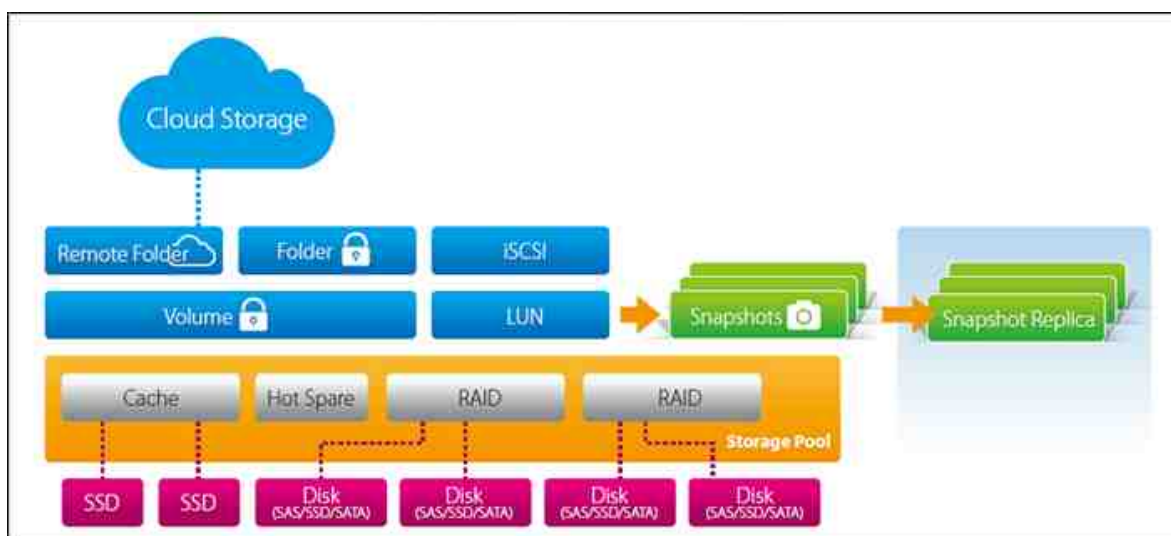 Cloud Storage
Remote Folder
Folder
iSCSI
Volume
LUN
Snapshots
Snapshot Replica
Cache
Hot Spare
RAID
RAID
Storage Pool
SSD
SSD
Disk
(SAS/SSD/SATA)
Disk
(SAS/SSD/SATA)
Disk
(SAS/SSD/SATA)
Disk
(SAS/SSD/SATA)